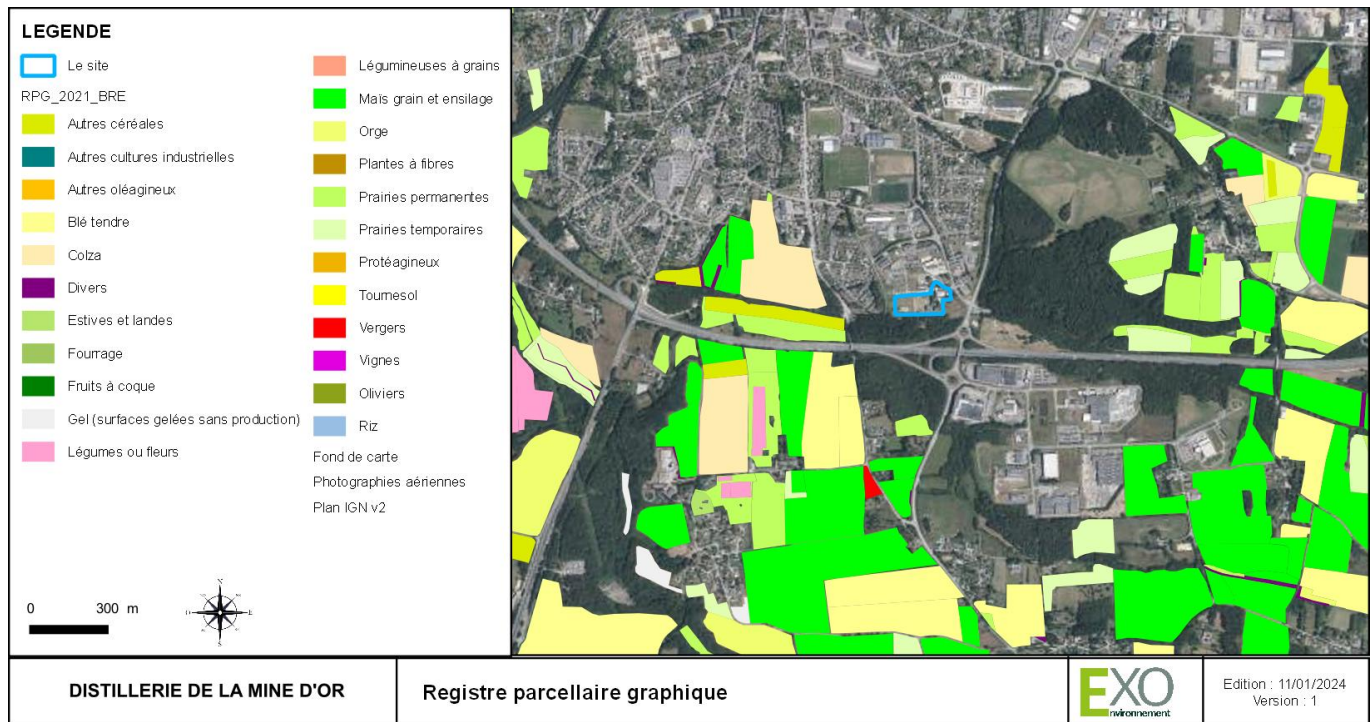 LEGENDE
Le site
RPG_2021_BRE
Autres céréales
Autres cultures industrielles
Autres oléagineux
Blé tendre
Colza
Divers
Estives et landes
Fourrage
Fruits à coque
Gel (surfaces gelées sans production)
Légumes ou fleurs
Légumineuses à grains
Maïs grain et ensilage
Orge
Plantes à fibres
Prairies permanentes
Prairies temporaires
Protéagineux
Tournesol
Vergers
Vignes
Oliviers
Riz
Fond de carte
Photographies aériennes
Plan IGN v2
0 300 m
N
O E
S
DISTILLERIE DE LA MINE D'OR
Registre parcellaire graphique
EXO
nvironnement
Edition : 11/01/2024
Version : 1